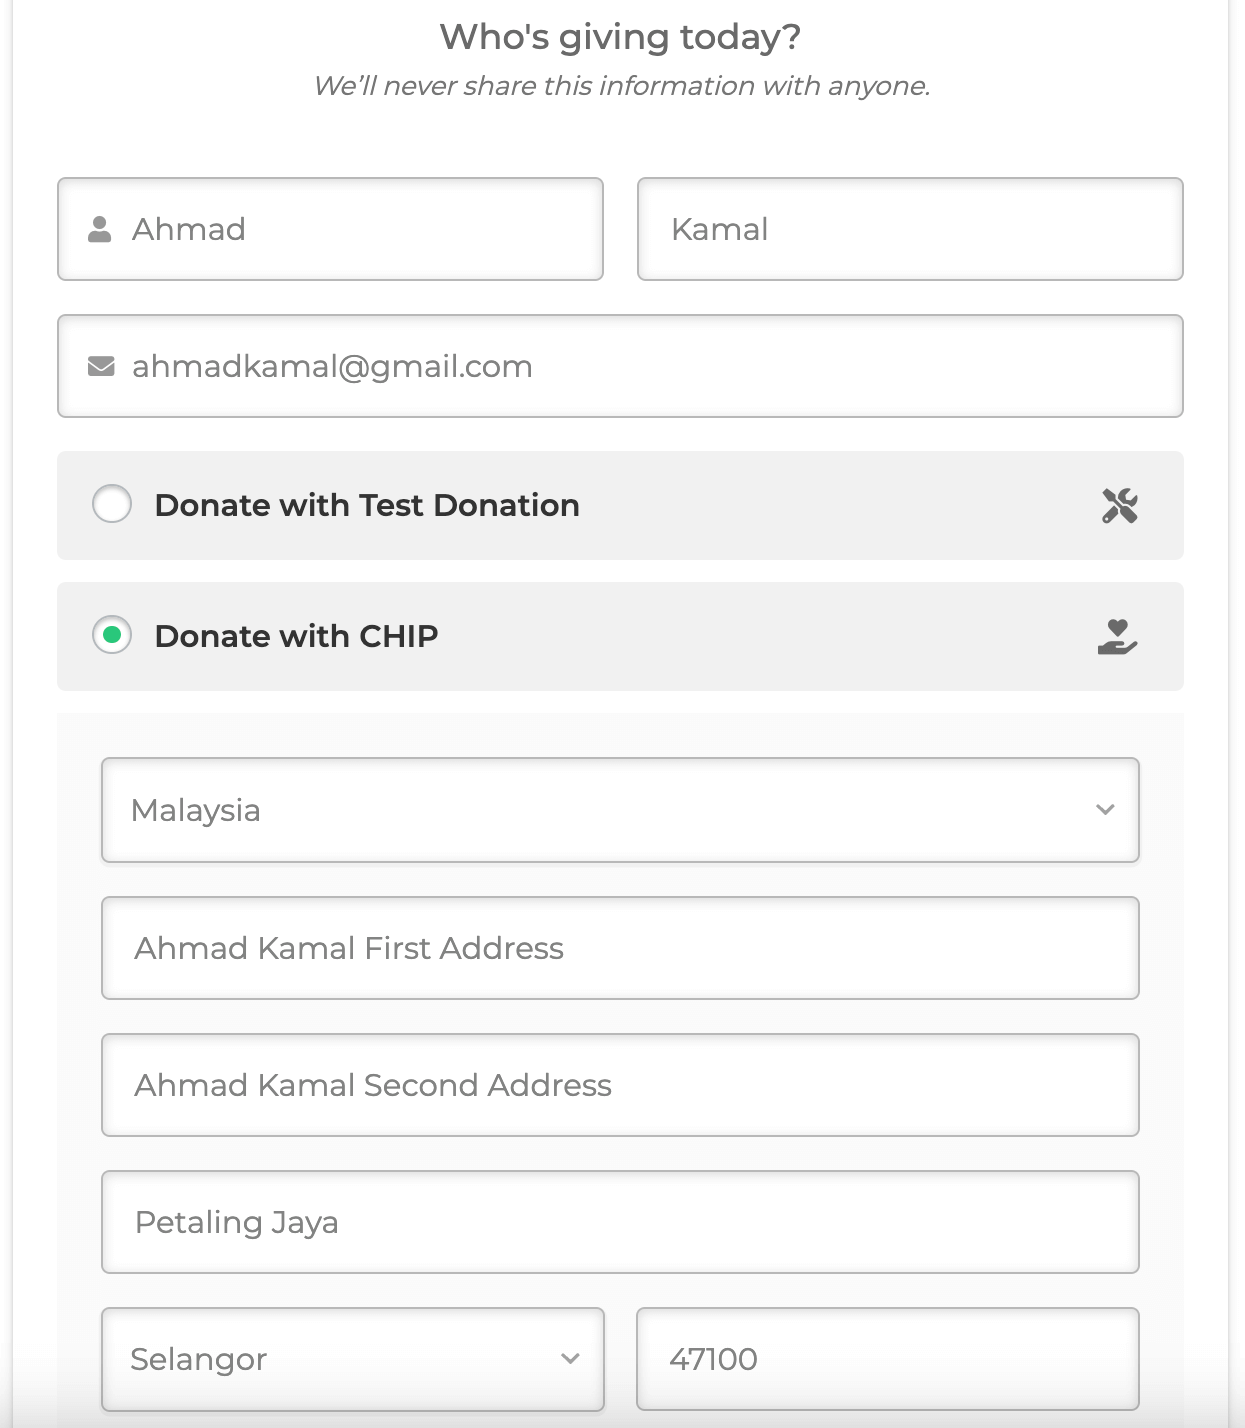 Who's giving today?
We’ll never share this information with anyone.
Ahmad
Kamal
ahmadkamal@gmail.com
Donate with Test Donation
Donate with CHIP
Malaysia
Ahmad Kamal First Address
Ahmad Kamal Second Address
Petaling Jaya
Selangor
47100